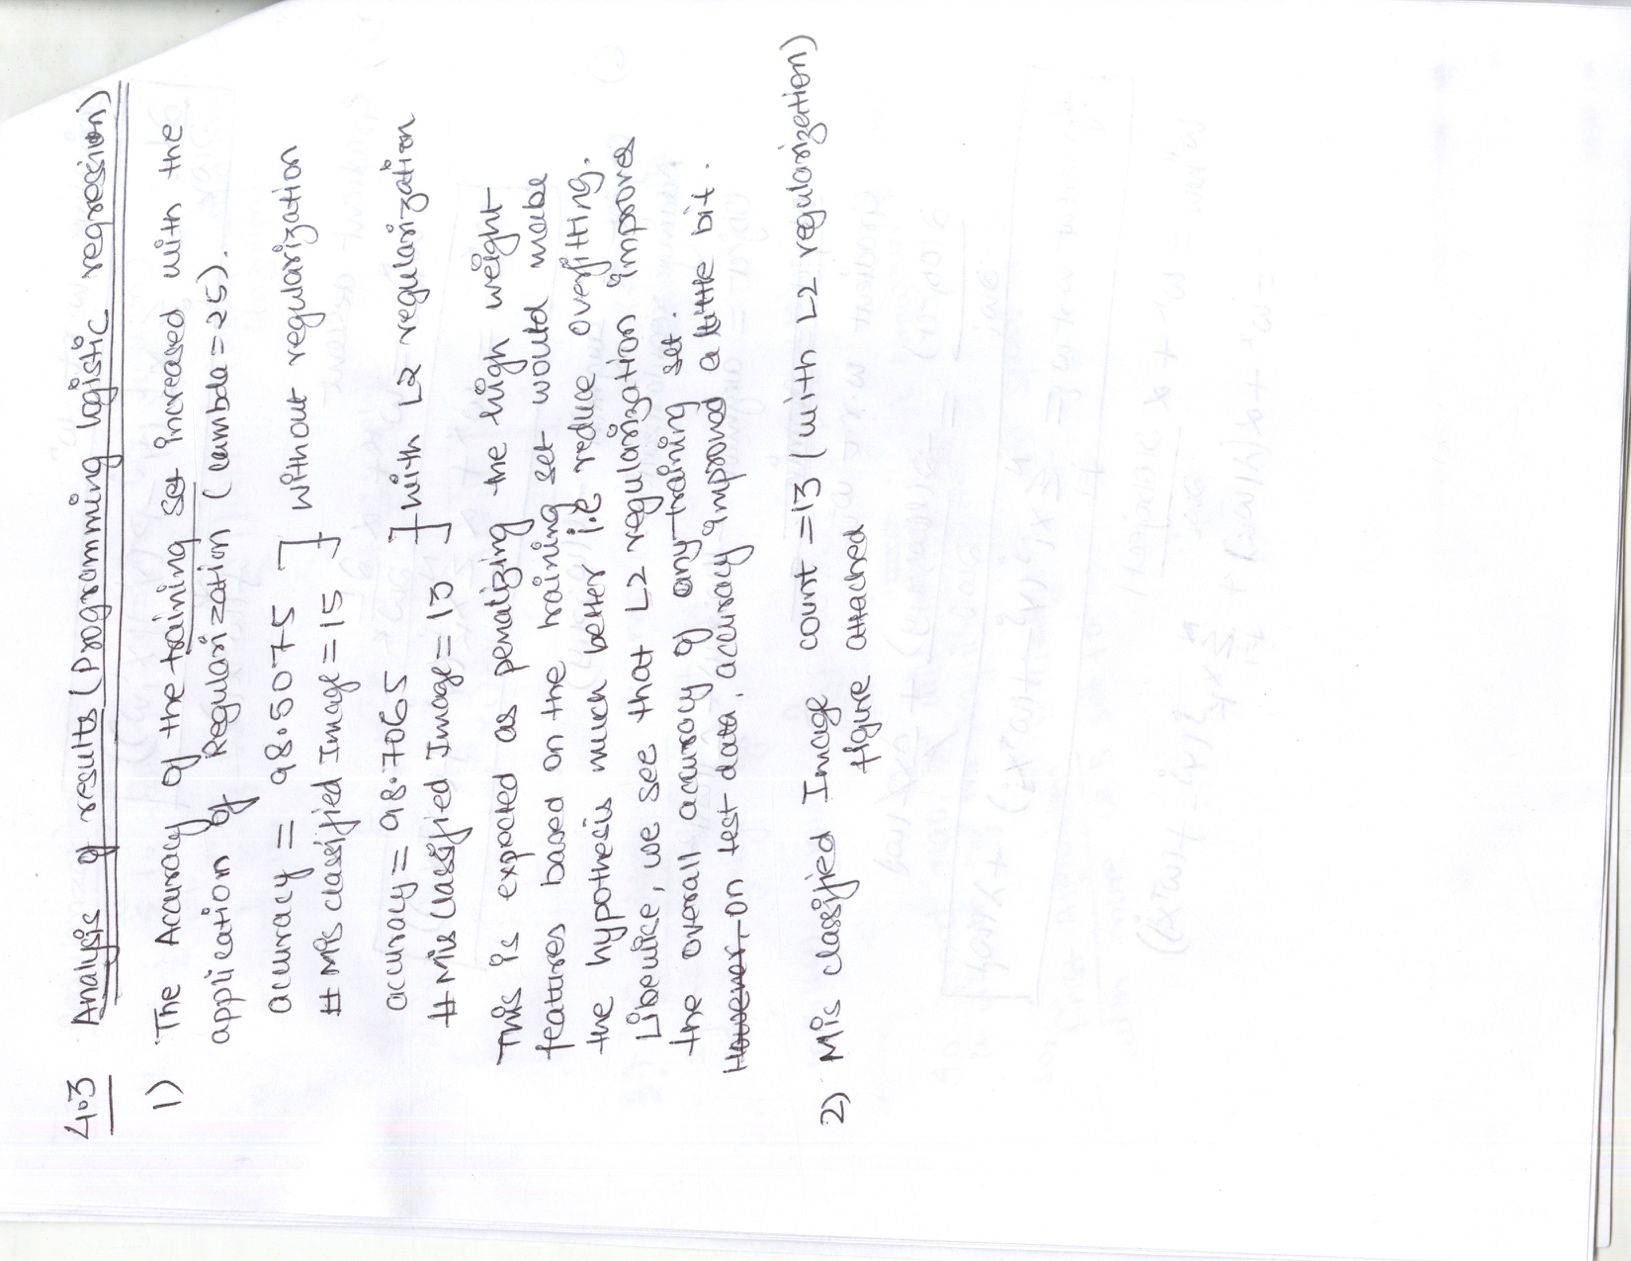 4.3 Analysis of results (Programming logistic regression)
1) The Accuracy of the training set increased with the
application of Regularization (lambda = 25).
accuracy = 98.5075 ] without regularization
# Mis classified Image = 15
accuracy = 98.7065 ] with L2 regularization
# Mis classified Image = 13
This is expected as penalizing the high weight
features based on the training set would make
the hypothesis much better i.e reduce overfitting.
Likewise, we see that L2 regularization improves
the overall accuracy of any training set.
However, on test data, accuracy improved a little bit.
2) Mis classified Image count = 13 (with L2 regularization)
figure attached